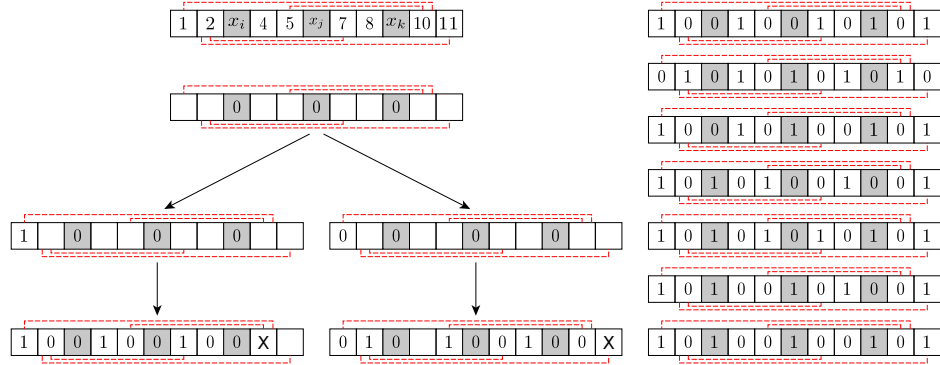 1 2 x_i 4 5 x_j 7 8 x_k 10 11
0 0 0
1 0 0 0
0 0 0 0
1 0 0 1 0 0 1 0 0 X
0 1 0 1 0 0 1 0 0 X
1 0 0 1 0 0 1 0 1 0 1
0 1 0 1 0 1 0 1 0 1 0
1 0 0 1 0 1 0 0 1 0 1
1 0 1 0 1 0 0 1 0 0 1
1 0 1 0 1 0 1 0 1 0 1
1 0 1 0 0 1 0 1 0 0 1
1 0 1 0 0 1 0 0 1 0 1